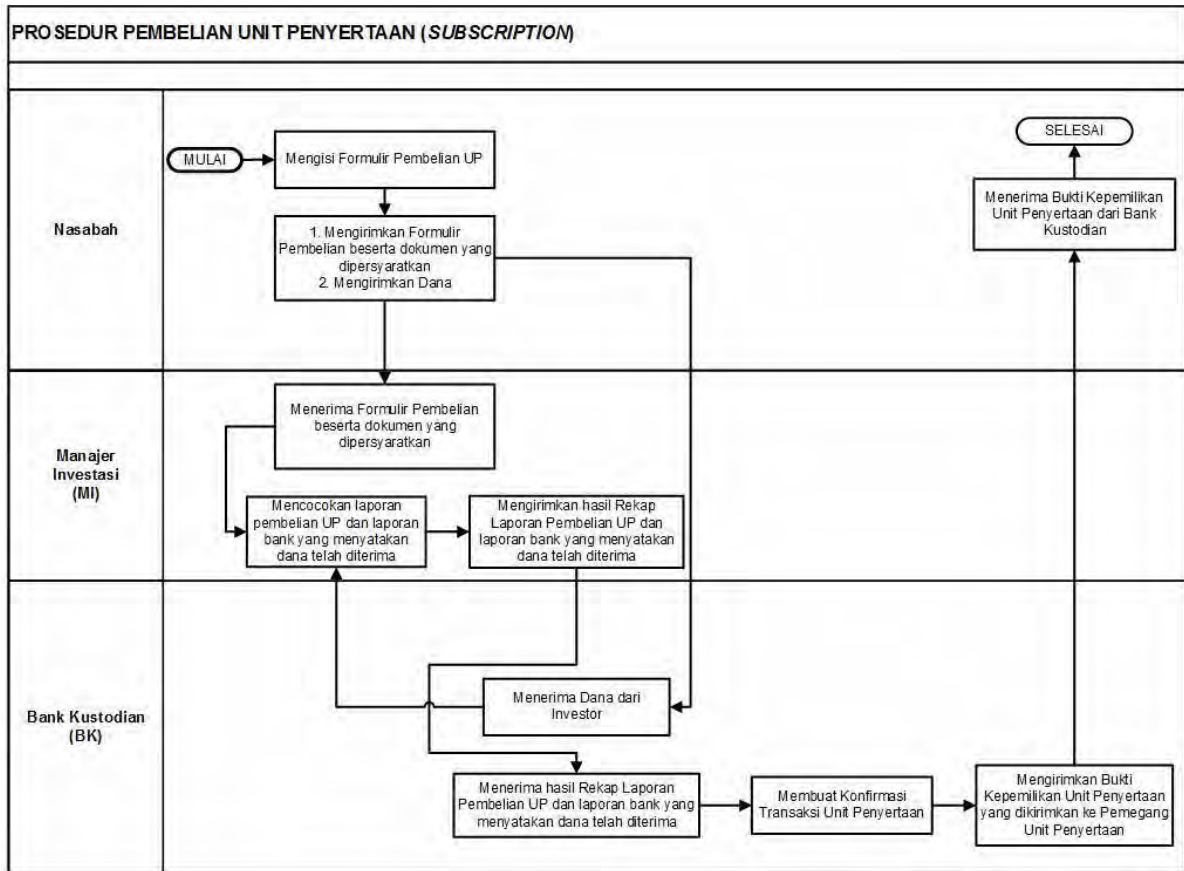 PROSEDUR PEMBELIAN UNIT PENYERTAAN (SUBSCRIPTION)
Nasabah
MULAI
Mengisi Formulir Pembelian UP
1. Mengirimkan Formulir
Pembelian beserta dokumen yang
dipersyaratkan
2. Mengirimkan Dana
SELESAI
Menerima Bukti Kepemilikan
Unit Penyertaan dari Bank
Kustodian
Manajer
Investasi
(MI)
Menerima Formulir Pembelian
beserta dokumen yang
dipersyaratkan
Mencocokan laporan
pembelian UP dan laporan
bank yang menyatakan
dana telah diterima
Mengirimkan hasil Rekap
Laporan Pembelian UP dan
laporan bank yang menyatakan
dana telah diterima
Bank Kustodian
(BK)
Menerima Dana dari
Investor
Menerima hasil Rekap Laporan
Pembelian UP dan laporan bank yang
menyatakan dana telah diterima
Membuat Konfirmasi
Transaksi Unit Penyertaan
Mengirimkan Bukti
Kepemilikan Unit Penyertaan
yang dikirimkan ke Pemegang
Unit Penyertaan